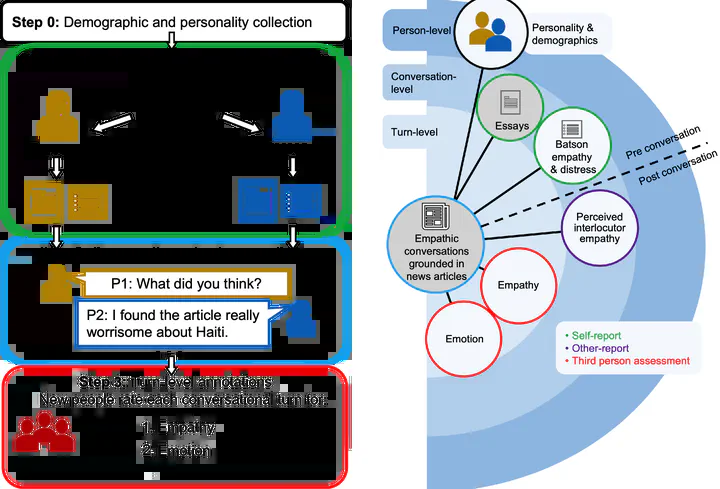 Step 0: Demographic and personality collection
P1: What did you think?
P2: I found the article really
worrisome about Haiti.
Step 3: Turn-level annotations
New people rate each conversational turn for:
1. Empathy
2. Emotion
Person-level
Personality &
demographics
Conversation-
level
Turn-level
Essays
Batson
empathy
& distress
Pre conversation
Post conversation
Empathic
conversations
grounded in
news articles
Perceived
interlocutor
empathy
Empathy
Emotion
• Self-report
• Other-report
• Third person assessment